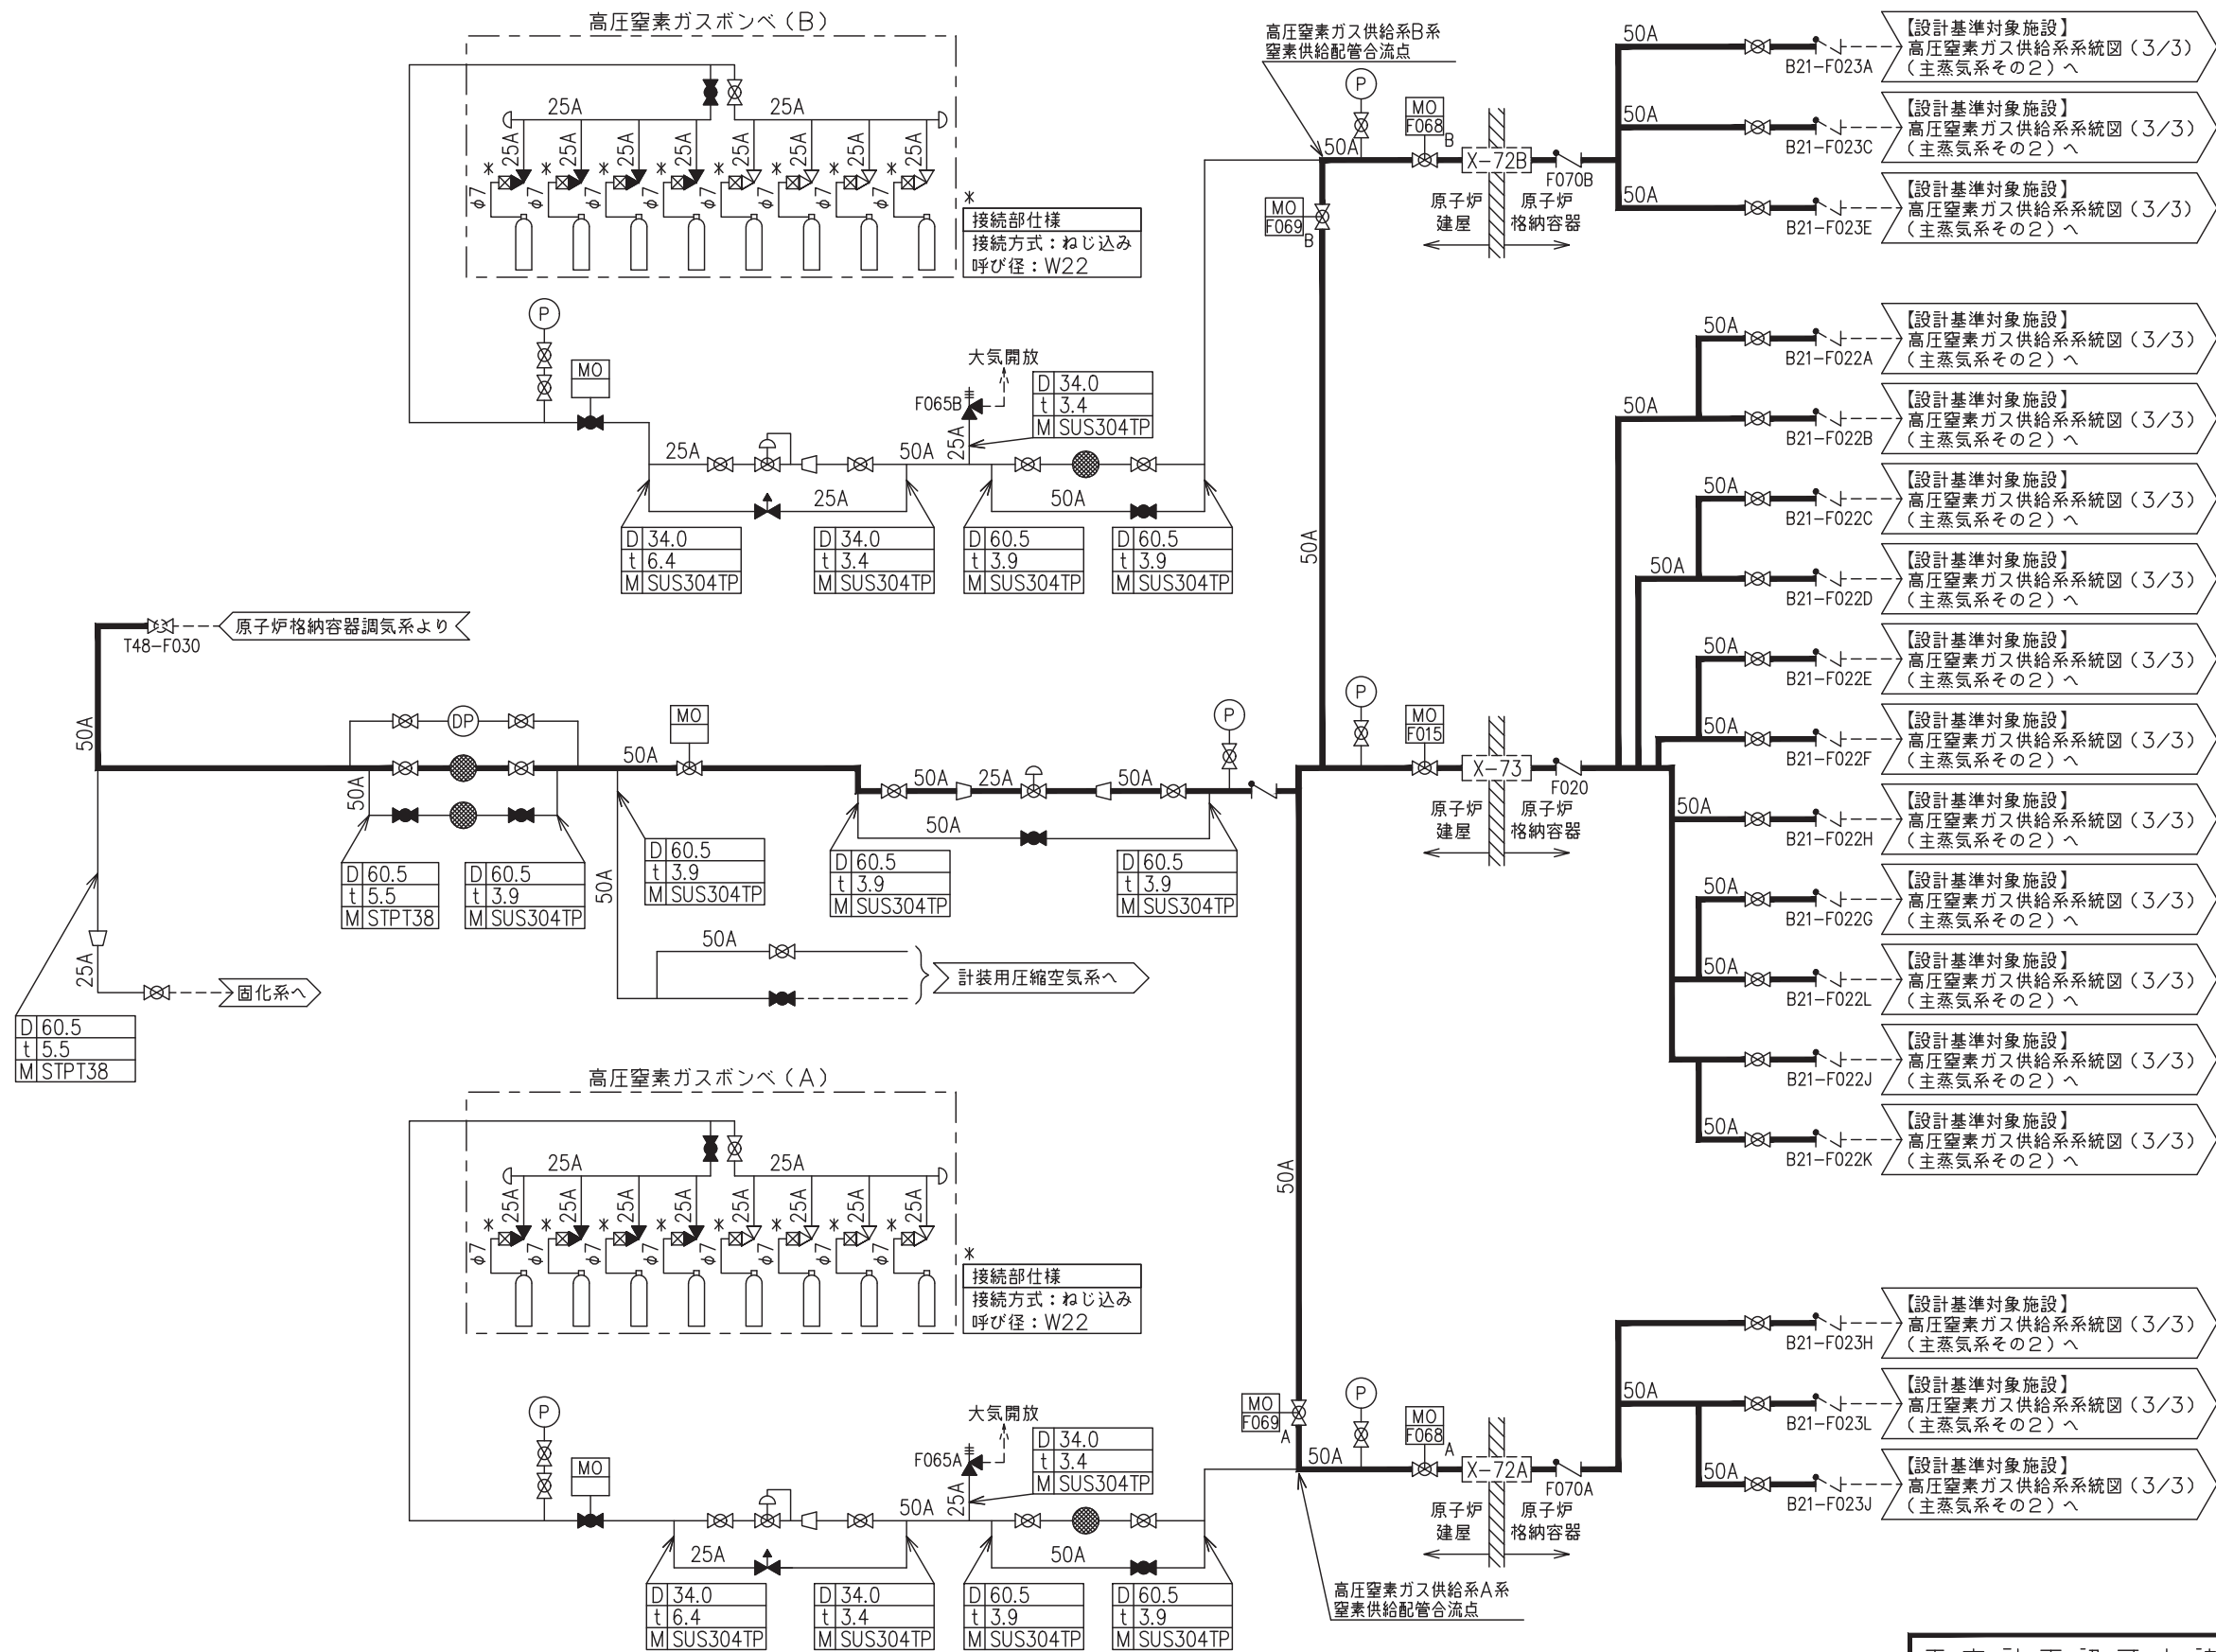 高圧窒素ガスボンベ（B）
25A
25A
25A
25A
25A
25A
25A
25A
25A
25A
*
*
*
*
*
*
*
*
φ7
φ7
φ7
φ7
φ7
φ7
φ7
φ7
*
接続部仕様
接続方式：ねじ込み
呼び径：W22
P
MO
大気開放
F065B
D 34.0
t 3.4
M SUS304TP
25A
25A
50A
25A
50A
D 34.0
t 6.4
M SUS304TP
D 34.0
t 3.4
M SUS304TP
D 60.5
t 3.9
M SUS304TP
D 60.5
t 3.9
M SUS304TP
高圧窒素ガス供給系B系
窒素供給配管合流点
P
50A
MO
F068
B
X-72B
F070B
原子炉
建屋
原子炉
格納容器
MO
F069
B
50A
50A
B21-F023A
【設計基準対象施設】
高圧窒素ガス供給系系統図（3/3）
（主蒸気系その2）へ
50A
B21-F023C
【設計基準対象施設】
高圧窒素ガス供給系系統図（3/3）
（主蒸気系その2）へ
50A
B21-F023E
【設計基準対象施設】
高圧窒素ガス供給系系統図（3/3）
（主蒸気系その2）へ
50A
B21-F022A
【設計基準対象施設】
高圧窒素ガス供給系系統図（3/3）
（主蒸気系その2）へ
50A
B21-F022B
【設計基準対象施設】
高圧窒素ガス供給系系統図（3/3）
（主蒸気系その2）へ
50A
B21-F022C
【設計基準対象施設】
高圧窒素ガス供給系系統図（3/3）
（主蒸気系その2）へ
50A
B21-F022D
【設計基準対象施設】
高圧窒素ガス供給系系統図（3/3）
（主蒸気系その2）へ
50A
B21-F022E
【設計基準対象施設】
高圧窒素ガス供給系系統図（3/3）
（主蒸気系その2）へ
50A
B21-F022F
【設計基準対象施設】
高圧窒素ガス供給系系統図（3/3）
（主蒸気系その2）へ
50A
B21-F022H
【設計基準対象施設】
高圧窒素ガス供給系系統図（3/3）
（主蒸気系その2）へ
50A
B21-F022G
【設計基準対象施設】
高圧窒素ガス供給系系統図（3/3）
（主蒸気系その2）へ
50A
B21-F022L
【設計基準対象施設】
高圧窒素ガス供給系系統図（3/3）
（主蒸気系その2）へ
B21-F022J
【設計基準対象施設】
高圧窒素ガス供給系系統図（3/3）
（主蒸気系その2）へ
50A
B21-F022K
【設計基準対象施設】
高圧窒素ガス供給系系統図（3/3）
（主蒸気系その2）へ
原子炉格納容器調気系より
T48-F030
50A
DP
50A
50A
MO
50A
25A
50A
50A
P
P
MO
F015
X-73
F020
原子炉
建屋
原子炉
格納容器
D 60.5
t 5.5
M STPT38
D 60.5
t 3.9
M SUS304TP
50A
D 60.5
t 3.9
M SUS304TP
D 60.5
t 3.9
M SUS304TP
D 60.5
t 3.9
M SUS304TP
50A
計装用圧縮空気系へ
25A
固化系へ
D 60.5
t 5.5
M STPT38
高圧窒素ガスボンベ（A）
25A
25A
25A
25A
25A
25A
25A
25A
25A
25A
*
*
*
*
*
*
*
*
φ7
φ7
φ7
φ7
φ7
φ7
φ7
φ7
*
接続部仕様
接続方式：ねじ込み
呼び径：W22
P
MO
大気開放
F065A
D 34.0
t 3.4
M SUS304TP
25A
50A
25A
50A
D 34.0
t 6.4
M SUS304TP
D 34.0
t 3.4
M SUS304TP
D 60.5
t 3.9
M SUS304TP
D 60.5
t 3.9
M SUS304TP
50A
MO
F069
A
50A
P
MO
F068
A
X-72A
F070A
原子炉
建屋
原子炉
格納容器
高圧窒素ガス供給系A系
窒素供給配管合流点
B21-F023H
【設計基準対象施設】
高圧窒素ガス供給系系統図（3/3）
（主蒸気系その2）へ
50A
B21-F023L
【設計基準対象施設】
高圧窒素ガス供給系系統図（3/3）
（主蒸気系その2）へ
50A
B21-F023J
【設計基準対象施設】
高圧窒素ガス供給系系統図（3/3）
（主蒸気系その2）へ